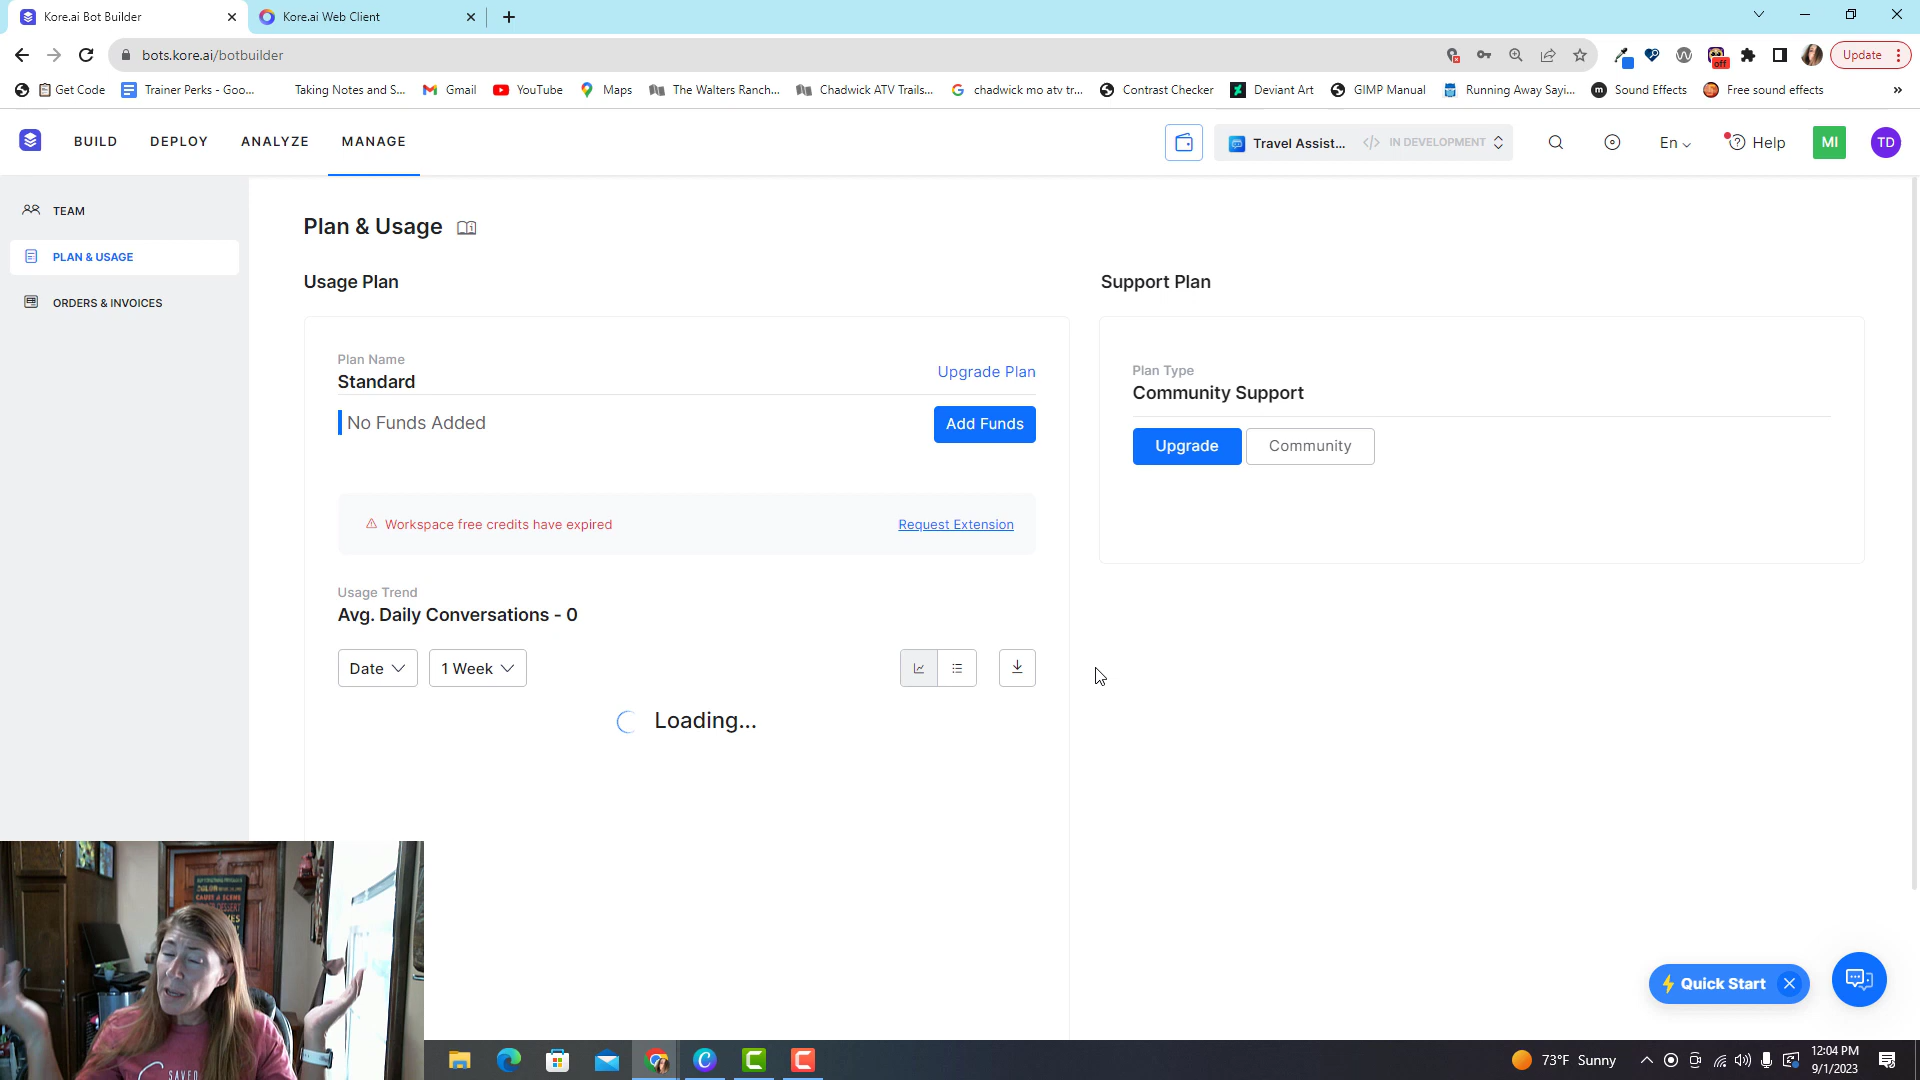 Kore.ai Bot Builder
Kore.ai Web Client
bots.kore.ai/botbuilder
off
Update
Get Code
Trainer Perks - Goo...
Taking Notes and S...
Gmail
YouTube
Maps
The Walters Ranch...
Chadwick ATV Trails...
chadwick mo atv tr...
Contrast Checker
Deviant Art
GIMP Manual
Running Away Sayi...
Sound Effects
Free sound effects
»
BUILD
DEPLOY
ANALYZE
MANAGE
Travel Assist...
IN DEVELOPMENT
En
Help
MI
TD
TEAM
PLAN & USAGE
ORDERS & INVOICES
Plan & Usage
Usage Plan
Support Plan
Plan Name
Standard
Upgrade Plan
No Funds Added
Add Funds
Plan Type
Community Support
Upgrade
Community
Workspace free credits have expired
Request Extension
Usage Trend
Avg. Daily Conversations - 0
Date
1 Week
Loading...
Quick Start
CAUSE A SCENE
DESSERT
SAVED
73°F Sunny
12:04 PM
9/1/2023